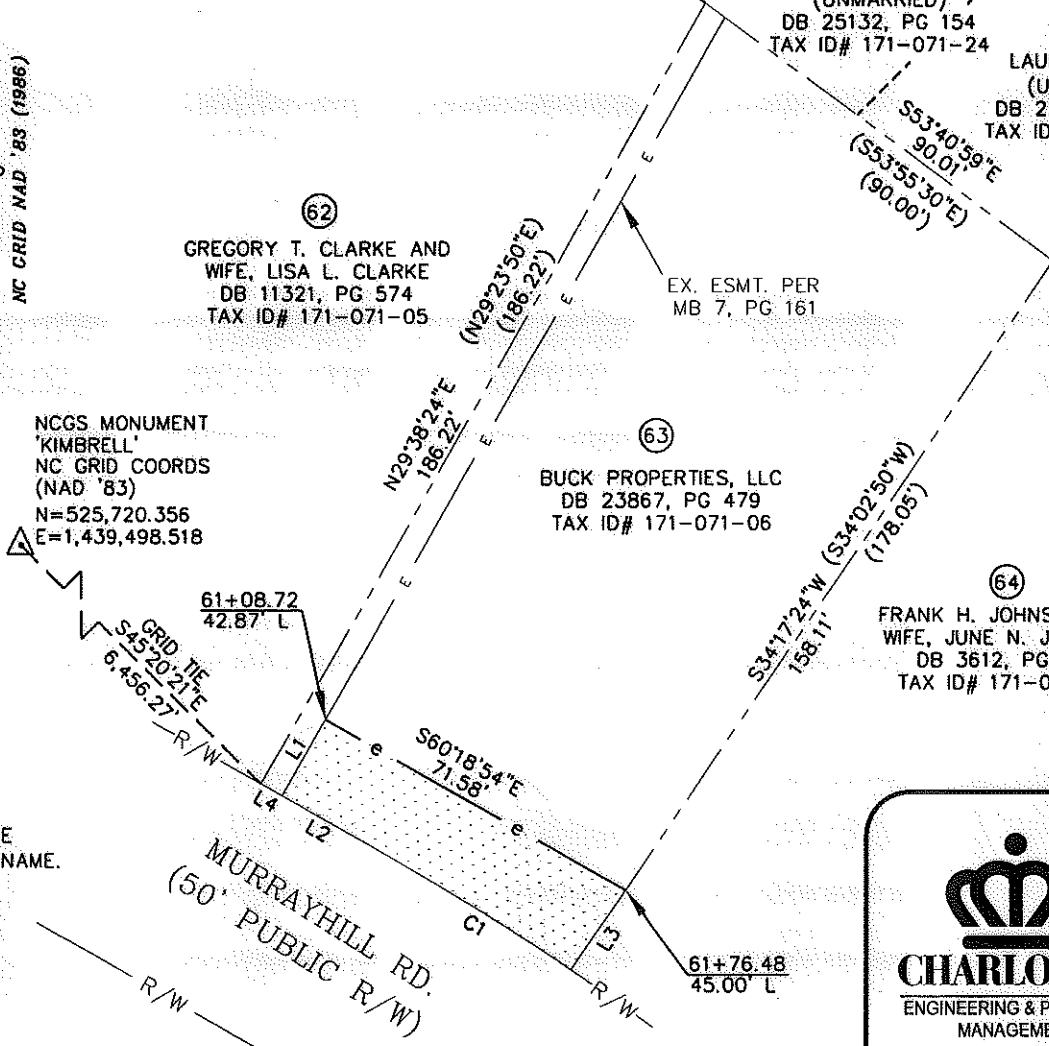 (UNMARRIED)
DB 25132, PG 154
TAX ID# 171-071-24
LAU
(U
DB 2
TAX ID
NC GRID NAD '83 (1986)
S53°40'59"E
90.01'
(S53°55'30"E)
(90.00')
62
GREGORY T. CLARKE AND
WIFE, LISA L. CLARKE
DB 11321, PG 574
TAX ID# 171-071-05
(N29°23'50"E)
(186.22')
N29°38'24"E
186.22'
E
E
E
E
EX. ESMT. PER
MB 7, PG 161
NCGS MONUMENT
'KIMBRELL'
NC GRID COORDS
(NAD '83)
N=525,720.356
E=1,439,498.518
63
BUCK PROPERTIES, LLC
DB 23867, PG 479
TAX ID# 171-071-06
S34°17'24"W (S34°02'50"W)
158.11' (178.05')
64
FRANK H. JOHNS
WIFE, JUNE N. J
DB 3612, PG
TAX ID# 171-0
61+08.72
42.87' L
GRID TIE
S45°20'21"E
6,456.27'
R/W
L1
e
S60°18'54"E
71.58'
e
L4
L2
C1
L3
R/W
MURRAYHILL RD.
(50' PUBLIC R/W)
R/W
61+76.48
45.00' L
E
NAME.
CHARLO
ENGINEERING & P
MANAGEME